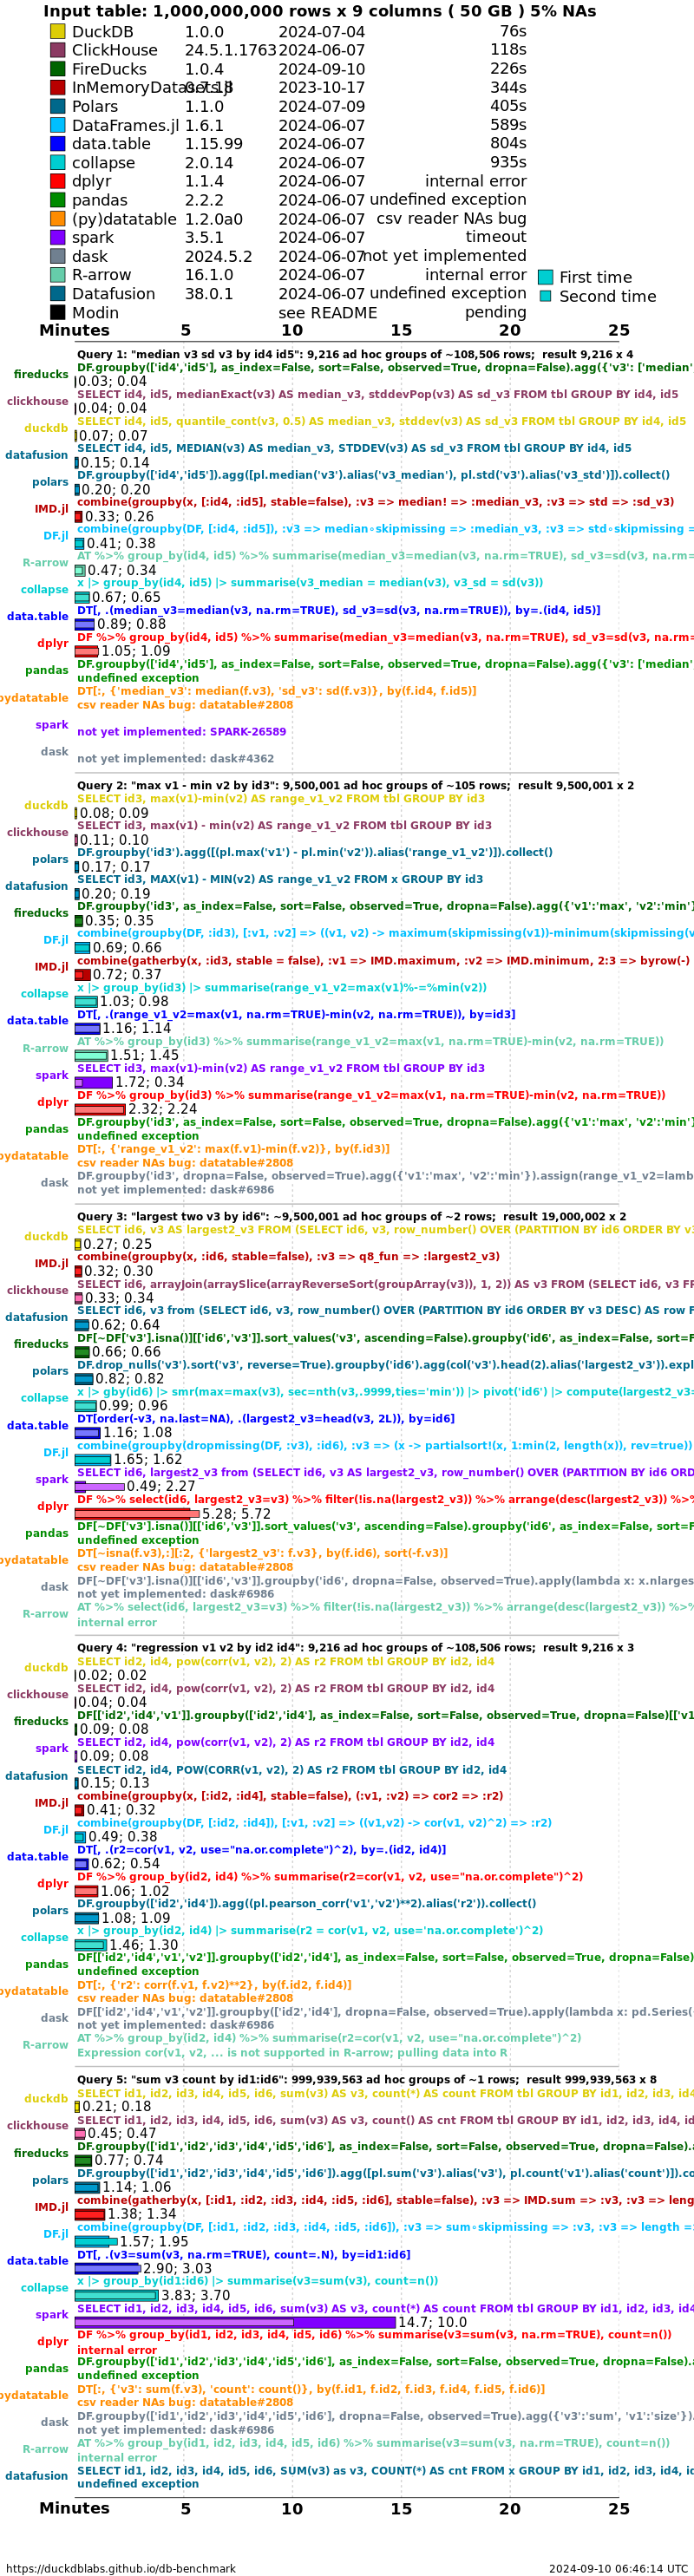 Input table: 1,000,000,000 rows x 9 columns ( 50 GB ) 5% NAs
DuckDB 1.0.0 2024-07-04 76s
ClickHouse 24.5.1.1763 2024-06-07 118s
FireDucks 1.0.4 2024-09-10 226s
InMemoryDatasets.jl 0.7.18 2023-10-17 344s
Polars 1.1.0 2024-07-09 405s
DataFrames.jl 1.6.1 2024-06-07 589s
data.table 1.15.99 2024-06-07 804s
collapse 2.0.14 2024-06-07 935s
dplyr 1.1.4 2024-06-07 internal error
pandas 2.2.2 2024-06-07 undefined exception
(py)datatable 1.2.0a0 2024-06-07 csv reader NAs bug
spark 3.5.1 2024-06-07 timeout
dask 2024.5.2 2024-06-07 not yet implemented
R-arrow 16.1.0 2024-06-07 internal error
Datafusion 38.0.1 2024-06-07 undefined exception
Modin see README pending
First time
Second time
Minutes 5 10 15 20 25
Query 1: "median v3 sd v3 by id4 id5": 9,216 ad hoc groups of ~108,506 rows; result 9,216 x 4
fireducks DF.groupby(['id4','id5'], as_index=False, sort=False, observed=True, dropna=False).agg({'v3': ['median'
0.03; 0.04
clickhouse SELECT id4, id5, medianExact(v3) AS median_v3, stddevPop(v3) AS sd_v3 FROM tbl GROUP BY id4, id5
0.04; 0.04
duckdb SELECT id4, id5, quantile_cont(v3, 0.5) AS median_v3, stddev(v3) AS sd_v3 FROM tbl GROUP BY id4, id5
0.07; 0.07
datafusion SELECT id4, id5, MEDIAN(v3) AS median_v3, STDDEV(v3) AS sd_v3 FROM tbl GROUP BY id4, id5
0.15; 0.14
polars DF.groupby(['id4','id5']).agg([pl.median('v3').alias('v3_median'), pl.std('v3').alias('v3_std')]).collect()
0.20; 0.20
IMD.jl combine(groupby(x, [:id4, :id5], stable=false), :v3 => median! => :median_v3, :v3 => std => :sd_v3)
0.33; 0.26
DF.jl combine(groupby(DF, [:id4, :id5]), :v3 => median∘skipmissing => :median_v3, :v3 => std∘skipmissing =
0.41; 0.38
R-arrow AT %>% group_by(id4, id5) %>% summarise(median_v3=median(v3, na.rm=TRUE), sd_v3=sd(v3, na.rm=
0.47; 0.34
collapse x |> group_by(id4, id5) |> summarise(v3_median = median(v3), v3_sd = sd(v3))
0.67; 0.65
data.table DT[, .(median_v3=median(v3, na.rm=TRUE), sd_v3=sd(v3, na.rm=TRUE)), by=.(id4, id5)]
0.89; 0.88
dplyr DF %>% group_by(id4, id5) %>% summarise(median_v3=median(v3, na.rm=TRUE), sd_v3=sd(v3, na.rm=
1.05; 1.09
pandas DF.groupby(['id4','id5'], as_index=False, sort=False, observed=True, dropna=False).agg({'v3': ['median'
undefined exception
pydatatable DT[:, {'median_v3': median(f.v3), 'sd_v3': sd(f.v3)}, by(f.id4, f.id5)]
csv reader NAs bug: datatable#2808
spark not yet implemented: SPARK-26589
dask not yet implemented: dask#4362
Query 2: "max v1 - min v2 by id3": 9,500,001 ad hoc groups of ~105 rows; result 9,500,001 x 2
duckdb SELECT id3, max(v1)-min(v2) AS range_v1_v2 FROM tbl GROUP BY id3
0.08; 0.09
clickhouse SELECT id3, max(v1) - min(v2) AS range_v1_v2 FROM tbl GROUP BY id3
0.11; 0.10
polars DF.groupby('id3').agg([(pl.max('v1') - pl.min('v2')).alias('range_v1_v2')]).collect()
0.17; 0.17
datafusion SELECT id3, MAX(v1) - MIN(v2) AS range_v1_v2 FROM x GROUP BY id3
0.20; 0.19
fireducks DF.groupby('id3', as_index=False, sort=False, observed=True, dropna=False).agg({'v1':'max', 'v2':'min'}
0.35; 0.35
DF.jl combine(groupby(DF, :id3), [:v1, :v2] => ((v1, v2) -> maximum(skipmissing(v1))-minimum(skipmissing(v
0.69; 0.66
IMD.jl combine(gatherby(x, :id3, stable = false), :v1 => IMD.maximum, :v2 => IMD.minimum, 2:3 => byrow(-)
0.72; 0.37
collapse x |> group_by(id3) |> summarise(range_v1_v2=max(v1)%-=%min(v2))
1.03; 0.98
data.table DT[, .(range_v1_v2=max(v1, na.rm=TRUE)-min(v2, na.rm=TRUE)), by=id3]
1.16; 1.14
R-arrow AT %>% group_by(id3) %>% summarise(range_v1_v2=max(v1, na.rm=TRUE)-min(v2, na.rm=TRUE))
1.51; 1.45
spark SELECT id3, max(v1)-min(v2) AS range_v1_v2 FROM tbl GROUP BY id3
1.72; 0.34
dplyr DF %>% group_by(id3) %>% summarise(range_v1_v2=max(v1, na.rm=TRUE)-min(v2, na.rm=TRUE))
2.32; 2.24
pandas DF.groupby('id3', as_index=False, sort=False, observed=True, dropna=False).agg({'v1':'max', 'v2':'min'}
undefined exception
pydatatable DT[:, {'range_v1_v2': max(f.v1)-min(f.v2)}, by(f.id3)]
csv reader NAs bug: datatable#2808
dask DF.groupby('id3', dropna=False, observed=True).agg({'v1':'max', 'v2':'min'}).assign(range_v1_v2=lamb
not yet implemented: dask#6986
Query 3: "largest two v3 by id6": ~9,500,001 ad hoc groups of ~2 rows; result 19,000,002 x 2
duckdb SELECT id6, v3 AS largest2_v3 FROM (SELECT id6, v3, row_number() OVER (PARTITION BY id6 ORDER BY v3
0.27; 0.25
IMD.jl combine(groupby(x, :id6, stable=false), :v3 => q8_fun => :largest2_v3)
0.32; 0.30
clickhouse SELECT id6, arrayJoin(arraySlice(arrayReverseSort(groupArray(v3)), 1, 2)) AS v3 FROM (SELECT id6, v3 FR
0.33; 0.34
datafusion SELECT id6, v3 from (SELECT id6, v3, row_number() OVER (PARTITION BY id6 ORDER BY v3 DESC) AS row F
0.62; 0.64
fireducks DF[~DF['v3'].isna()][['id6','v3']].sort_values('v3', ascending=False).groupby('id6', as_index=False, sort=F
0.66; 0.66
polars DF.drop_nulls('v3').sort('v3', reverse=True).groupby('id6').agg(col('v3').head(2).alias('largest2_v3')).expl
0.82; 0.82
collapse x |> gby(id6) |> smr(max=max(v3), sec=nth(v3,.9999,ties='min')) |> pivot('id6') |> compute(largest2_v3=
0.99; 0.96
data.table DT[order(-v3, na.last=NA), .(largest2_v3=head(v3, 2L)), by=id6]
1.16; 1.08
DF.jl combine(groupby(dropmissing(DF, :v3), :id6), :v3 => (x -> partialsort!(x, 1:min(2, length(x)), rev=true))
1.65; 1.62
spark SELECT id6, largest2_v3 from (SELECT id6, v3 AS largest2_v3, row_number() OVER (PARTITION BY id6 ORD
0.49; 2.27
dplyr DF %>% select(id6, largest2_v3=v3) %>% filter(!is.na(largest2_v3)) %>% arrange(desc(largest2_v3)) %>%
5.28; 5.72
pandas DF[~DF['v3'].isna()][['id6','v3']].sort_values('v3', ascending=False).groupby('id6', as_index=False, sort=F
undefined exception
pydatatable DT[~isna(f.v3),:][:2, {'largest2_v3': f.v3}, by(f.id6), sort(-f.v3)]
csv reader NAs bug: datatable#2808
dask DF[~DF['v3'].isna()][['id6','v3']].groupby('id6', dropna=False, observed=True).apply(lambda x: x.nlarges
not yet implemented: dask#6986
R-arrow AT %>% select(id6, largest2_v3=v3) %>% filter(!is.na(largest2_v3)) %>% arrange(desc(largest2_v3)) %>%
internal error
Query 4: "regression v1 v2 by id2 id4": 9,216 ad hoc groups of ~108,506 rows; result 9,216 x 3
duckdb SELECT id2, id4, pow(corr(v1, v2), 2) AS r2 FROM tbl GROUP BY id2, id4
0.02; 0.02
clickhouse SELECT id2, id4, pow(corr(v1, v2), 2) AS r2 FROM tbl GROUP BY id2, id4
0.04; 0.04
fireducks DF[['id2','id4','v1']].groupby(['id2','id4'], as_index=False, sort=False, observed=True, dropna=False)[['v1
0.09; 0.08
spark SELECT id2, id4, pow(corr(v1, v2), 2) AS r2 FROM tbl GROUP BY id2, id4
0.09; 0.08
datafusion SELECT id2, id4, POW(CORR(v1, v2), 2) AS r2 FROM tbl GROUP BY id2, id4
0.15; 0.13
IMD.jl combine(groupby(x, [:id2, :id4], stable=false), (:v1, :v2) => cor2 => :r2)
0.41; 0.32
DF.jl combine(groupby(DF, [:id2, :id4]), [:v1, :v2] => ((v1,v2) -> cor(v1, v2)^2) => :r2)
0.49; 0.38
data.table DT[, .(r2=cor(v1, v2, use="na.or.complete")^2), by=.(id2, id4)]
0.62; 0.54
dplyr DF %>% group_by(id2, id4) %>% summarise(r2=cor(v1, v2, use="na.or.complete")^2)
1.06; 1.02
polars DF.groupby(['id2','id4']).agg((pl.pearson_corr('v1','v2')**2).alias('r2')).collect()
1.08; 1.09
collapse x |> group_by(id2, id4) |> summarise(r2 = cor(v1, v2, use='na.or.complete')^2)
1.46; 1.30
pandas DF[['id2','id4','v1','v2']].groupby(['id2','id4'], as_index=False, sort=False, observed=True, dropna=False)
undefined exception
pydatatable DT[:, {'r2': corr(f.v1, f.v2)**2}, by(f.id2, f.id4)]
csv reader NAs bug: datatable#2808
dask DF[['id2','id4','v1','v2']].groupby(['id2','id4'], dropna=False, observed=True).apply(lambda x: pd.Series(
not yet implemented: dask#6986
R-arrow AT %>% group_by(id2, id4) %>% summarise(r2=cor(v1, v2, use="na.or.complete")^2)
Expression cor(v1, v2, ... is not supported in R-arrow; pulling data into R
Query 5: "sum v3 count by id1:id6": 999,939,563 ad hoc groups of ~1 rows; result 999,939,563 x 8
duckdb SELECT id1, id2, id3, id4, id5, id6, sum(v3) AS v3, count(*) AS count FROM tbl GROUP BY id1, id2, id3, id4
0.21; 0.18
clickhouse SELECT id1, id2, id3, id4, id5, id6, sum(v3) AS v3, count() AS cnt FROM tbl GROUP BY id1, id2, id3, id4, id
0.45; 0.47
fireducks DF.groupby(['id1','id2','id3','id4','id5','id6'], as_index=False, sort=False, observed=True, dropna=False).a
0.77; 0.74
polars DF.groupby(['id1','id2','id3','id4','id5','id6']).agg([pl.sum('v3').alias('v3'), pl.count('v1').alias('count')]).co
1.14; 1.06
IMD.jl combine(gatherby(x, [:id1, :id2, :id3, :id4, :id5, :id6], stable=false), :v3 => IMD.sum => :v3, :v3 => leng
1.38; 1.34
DF.jl combine(groupby(DF, [:id1, :id2, :id3, :id4, :id5, :id6]), :v3 => sum∘skipmissing => :v3, :v3 => length =
1.57; 1.95
data.table DT[, .(v3=sum(v3, na.rm=TRUE), count=.N), by=id1:id6]
2.90; 3.03
collapse x |> group_by(id1:id6) |> summarise(v3=sum(v3), count=n())
3.83; 3.70
spark SELECT id1, id2, id3, id4, id5, id6, sum(v3) AS v3, count(*) AS count FROM tbl GROUP BY id1, id2, id3, id4
14.7; 10.0
dplyr DF %>% group_by(id1, id2, id3, id4, id5, id6) %>% summarise(v3=sum(v3, na.rm=TRUE), count=n())
internal error
pandas DF.groupby(['id1','id2','id3','id4','id5','id6'], as_index=False, sort=False, observed=True, dropna=False).a
undefined exception
pydatatable DT[:, {'v3': sum(f.v3), 'count': count()}, by(f.id1, f.id2, f.id3, f.id4, f.id5, f.id6)]
csv reader NAs bug: datatable#2808
dask DF.groupby(['id1','id2','id3','id4','id5','id6'], dropna=False, observed=True).agg({'v3':'sum', 'v1':'size'}).
not yet implemented: dask#6986
R-arrow AT %>% group_by(id1, id2, id3, id4, id5, id6) %>% summarise(v3=sum(v3, na.rm=TRUE), count=n())
internal error
datafusion SELECT id1, id2, id3, id4, id5, id6, SUM(v3) as v3, COUNT(*) AS cnt FROM x GROUP BY id1, id2, id3, id4, id
undefined exception
Minutes 5 10 15 20 25
https://duckdblabs.github.io/db-benchmark 2024-09-10 06:46:14 UTC